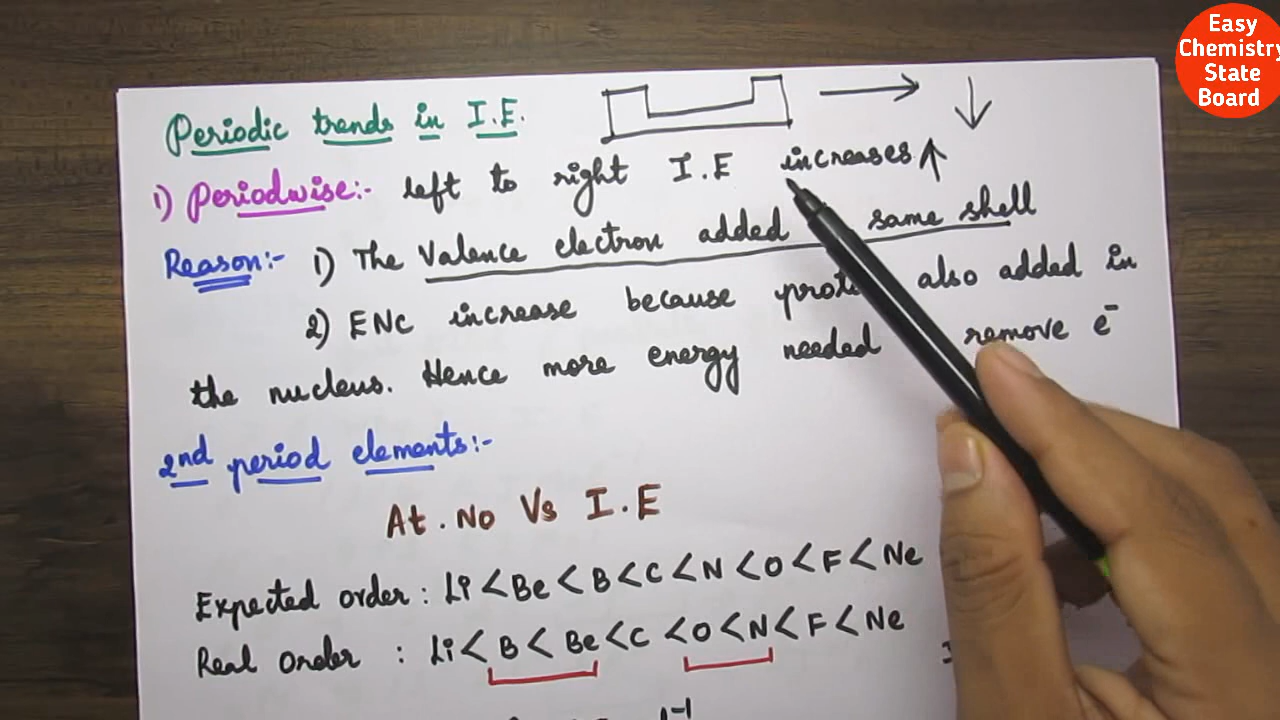 Easy
Chemistry
State
Board
Periodic trends in I.E.
1) Periodwise:- left to right I.E increases ↑
Reason:- 1) The Valence electron added same shell
2) ENC increase because also added in
the nucleus. Hence more energy needed remove e⁻
2nd period elements:-
At. No Vs I.E
Expected order : Li < Be < B < C < N < O < F < Ne
Real order : Li < B < Be < C < O < N < F < Ne